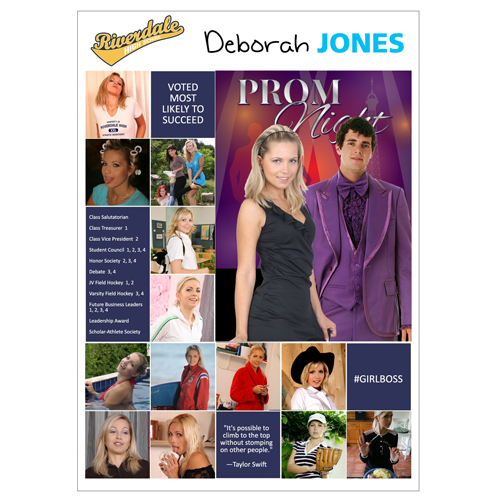 Riverdale
HIGH SCHOOL
Deborah JONES
VOTED
MOST
LIKELY TO
SUCCEED
PROM
Night
Class Salutatorian
Class Treasurer 1
Class Vice President 2
Student Council 1, 2, 3, 4
Honor Society 2, 3, 4
Debate 3, 4
JV Field Hockey 1, 2
Varsity Field Hockey 3, 4
Future Business Leaders
1, 2, 3, 4
Leadership Award
Scholar-Athlete Society
#GIRLBOSS
"It's possible to
climb to the top
without stomping
on other people."
—Taylor Swift